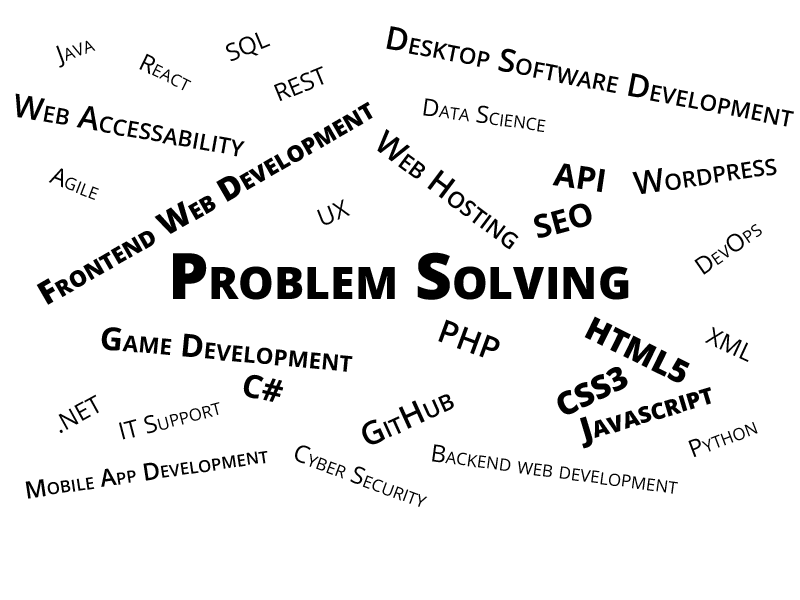 Java
React
SQL
REST
Desktop Software Development
Web Accessability
Data Science
Frontend Web Development
Web Hosting
API
Wordpress
Agile
UX
SEO
DevOps
Problem Solving
Game Development
PHP
HTML5
XML
C#
CSS3
.NET
IT Support
GitHub
Javascript
Python
Mobile App Development
Cyber Security
Backend web development